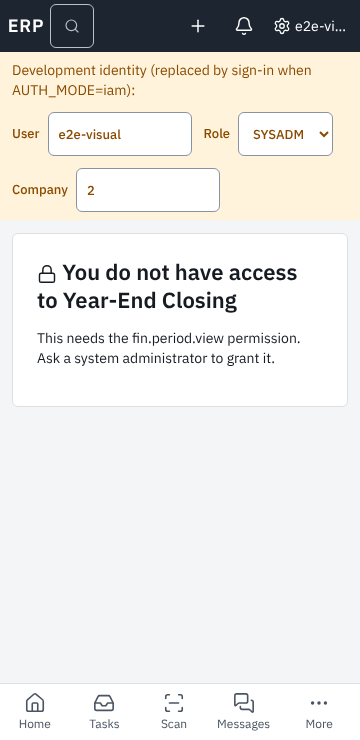 ERP
e2e-vi...
Development identity (replaced by sign-in when
AUTH_MODE=iam):
User e2e-visual Role SYSADM
Company 2
You do not have access
to Year-End Closing
This needs the fin.period.view permission.
Ask a system administrator to grant it.
Home Tasks Scan Messages More